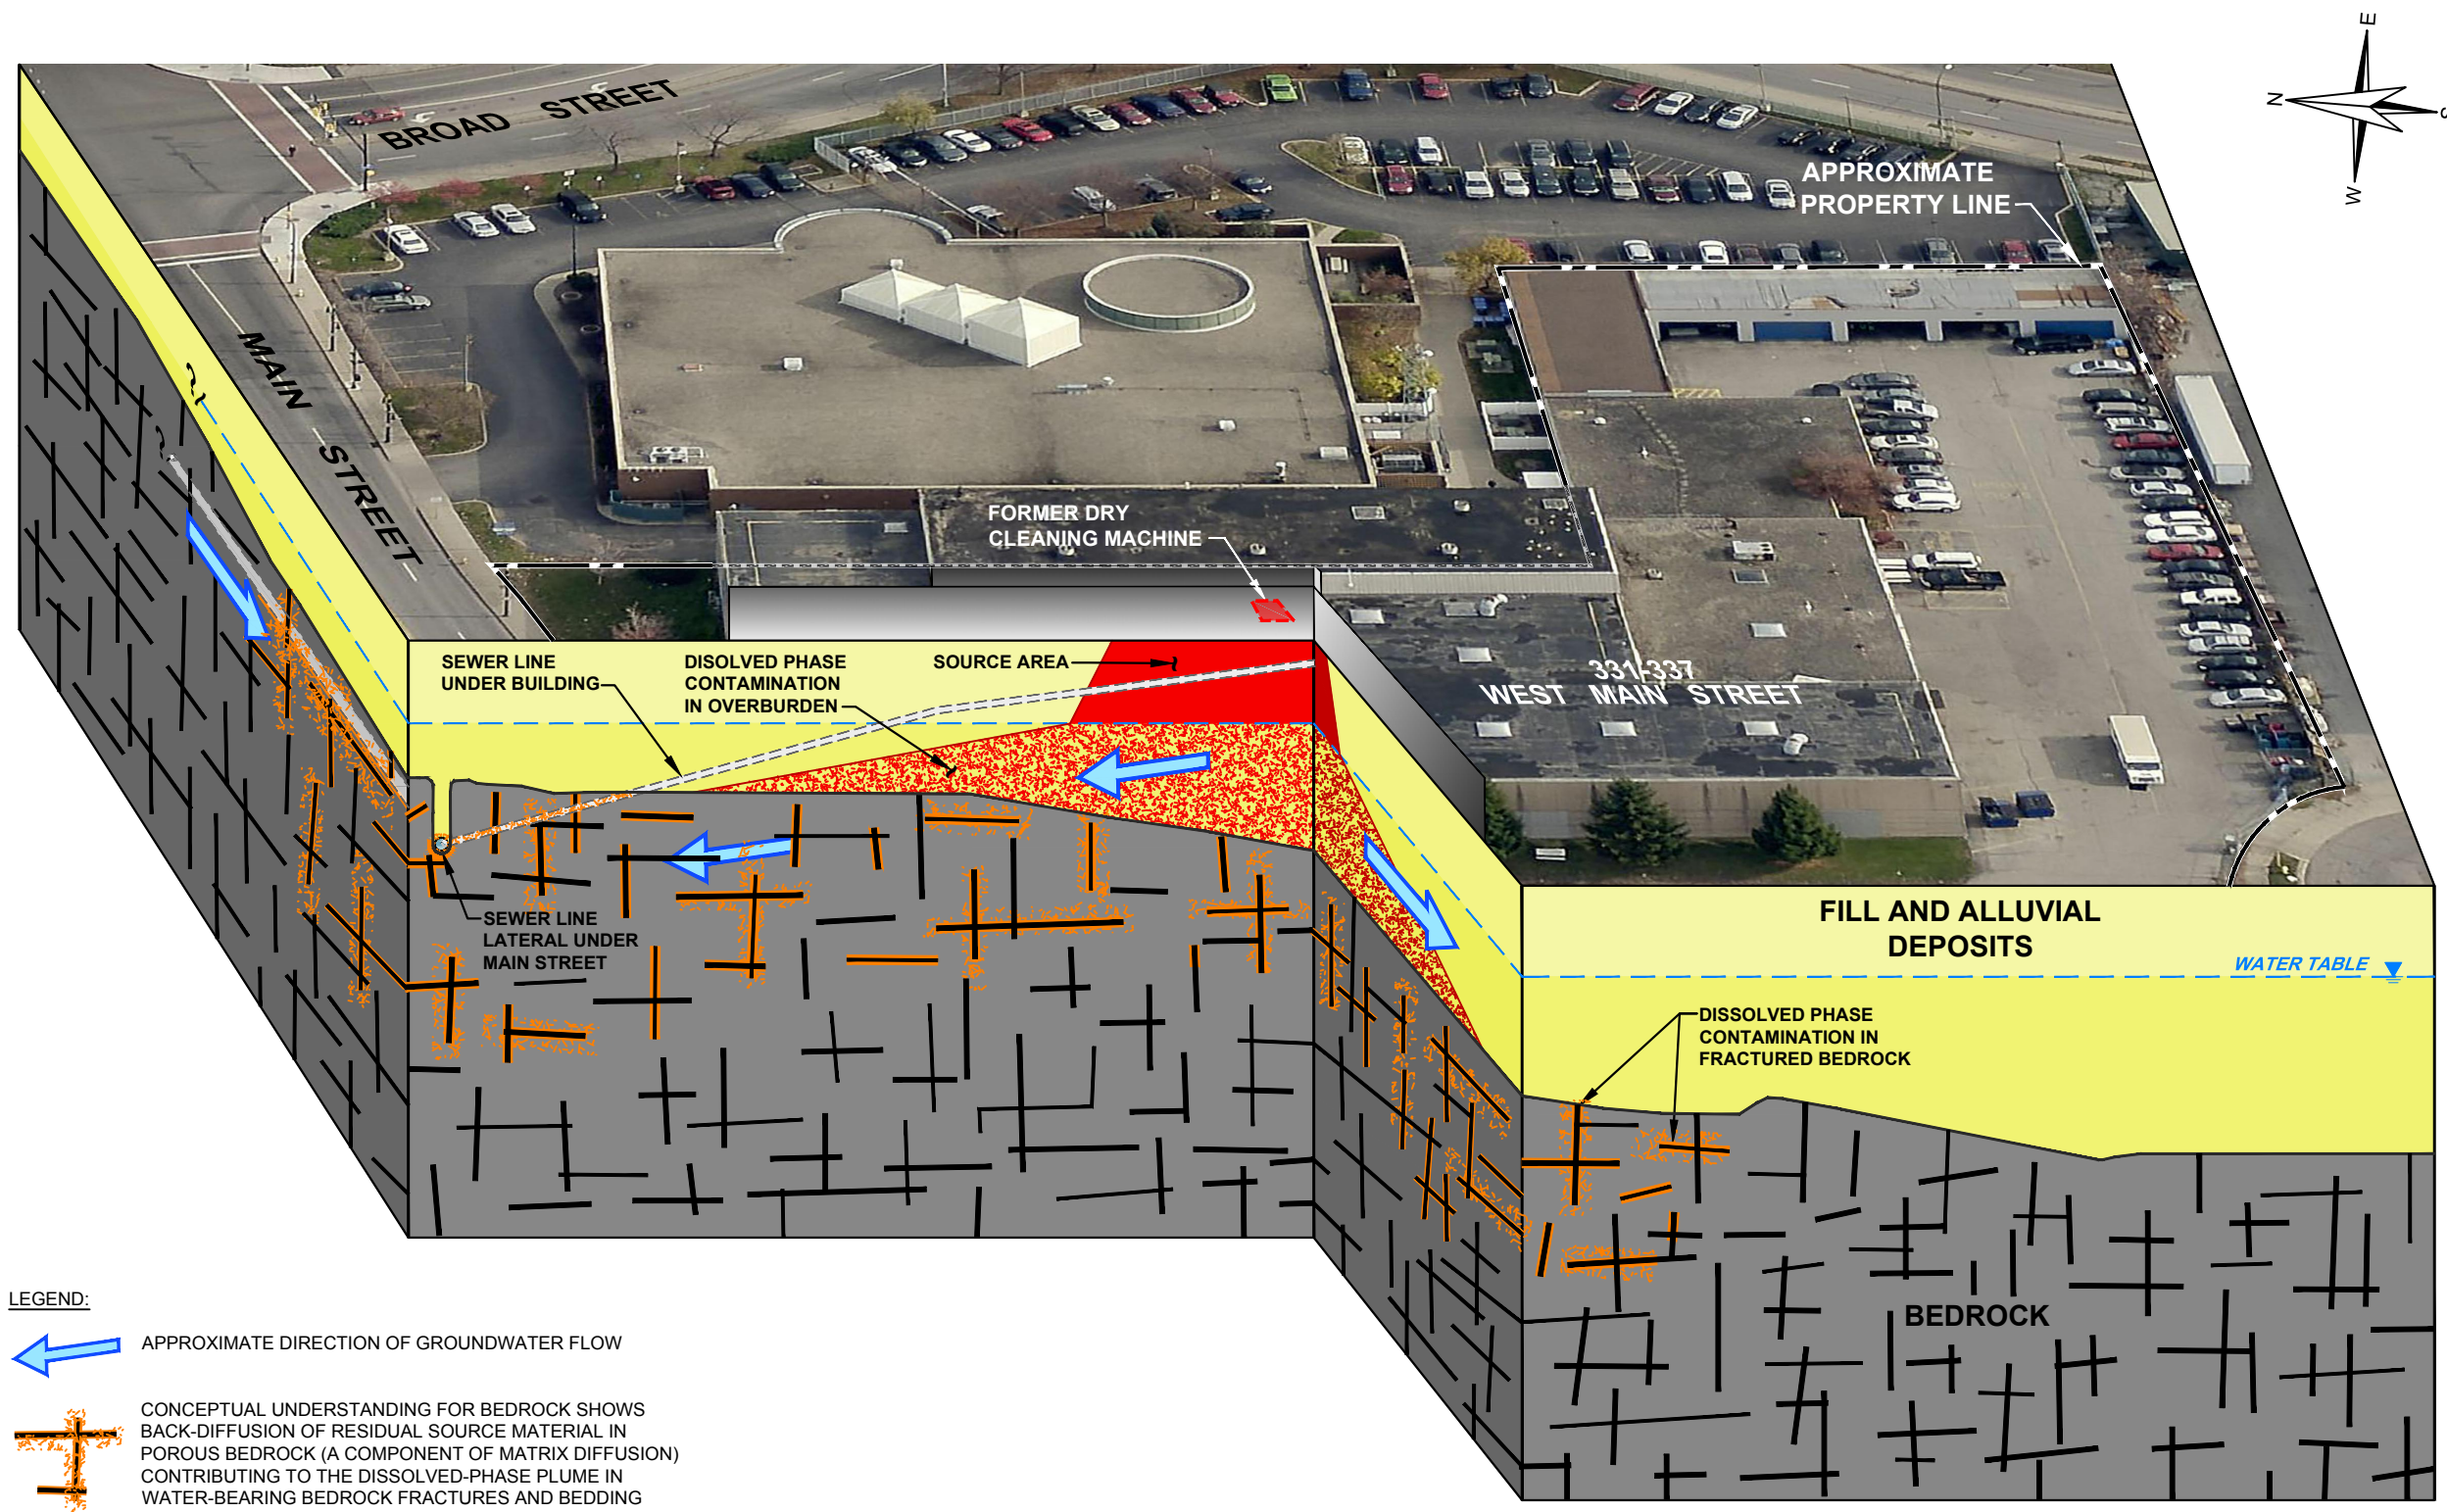 E
N
S
W
BROAD STREET
APPROXIMATE
PROPERTY LINE
MAIN STREET
FORMER DRY
CLEANING MACHINE
SEWER LINE
UNDER BUILDING
DISOLVED PHASE
CONTAMINATION
IN OVERBURDEN
SOURCE AREA
331-337
WEST MAIN STREET
FILL AND ALLUVIAL
DEPOSITS
WATER TABLE
SEWER LINE
LATERAL UNDER
MAIN STREET
DISSOLVED PHASE
CONTAMINATION IN
FRACTURED BEDROCK
BEDROCK
LEGEND:
APPROXIMATE DIRECTION OF GROUNDWATER FLOW
CONCEPTUAL UNDERSTANDING FOR BEDROCK SHOWS
BACK-DIFFUSION OF RESIDUAL SOURCE MATERIAL IN
POROUS BEDROCK (A COMPONENT OF MATRIX DIFFUSION)
CONTRIBUTING TO THE DISSOLVED-PHASE PLUME IN
WATER-BEARING BEDROCK FRACTURES AND BEDDING